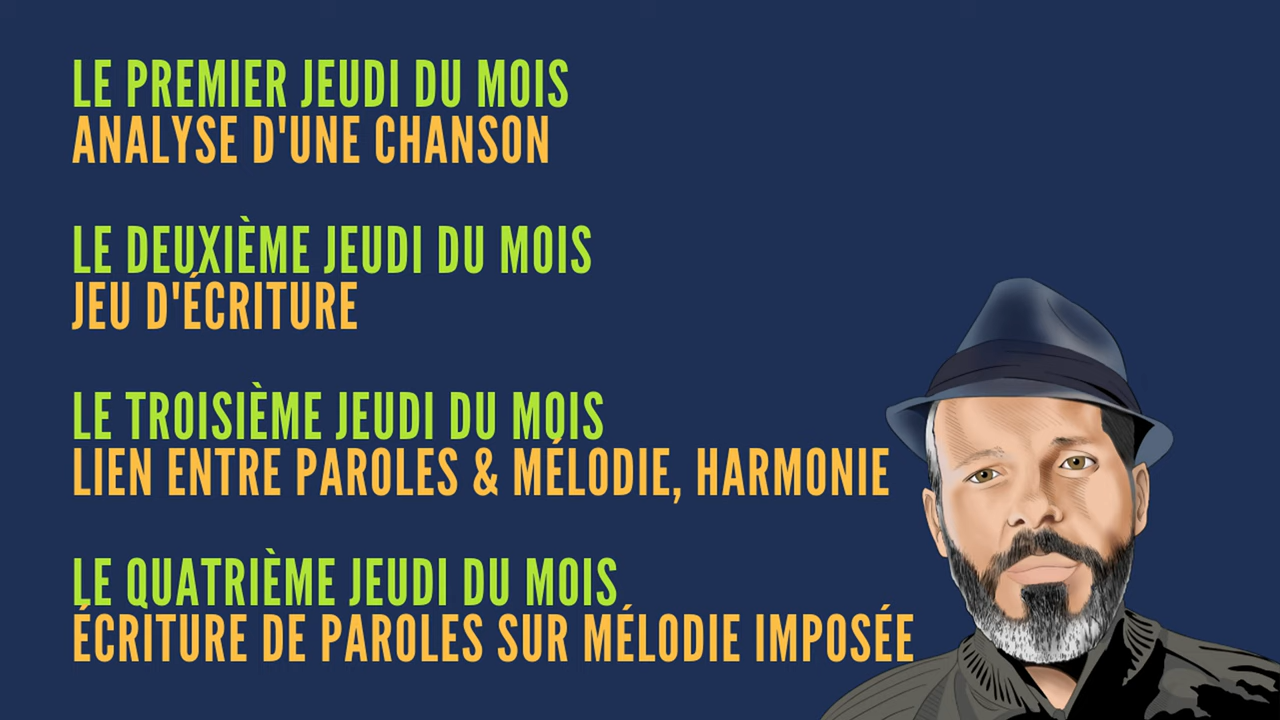 LE PREMIER JEUDI DU MOIS
ANALYSE D'UNE CHANSON
LE DEUXIÈME JEUDI DU MOIS
JEU D'ÉCRITURE
LE TROISIÈME JEUDI DU MOIS
LIEN ENTRE PAROLES & MÉLODIE, HARMONIE
LE QUATRIÈME JEUDI DU MOIS
ÉCRITURE DE PAROLES SUR MÉLODIE IMPOSÉE